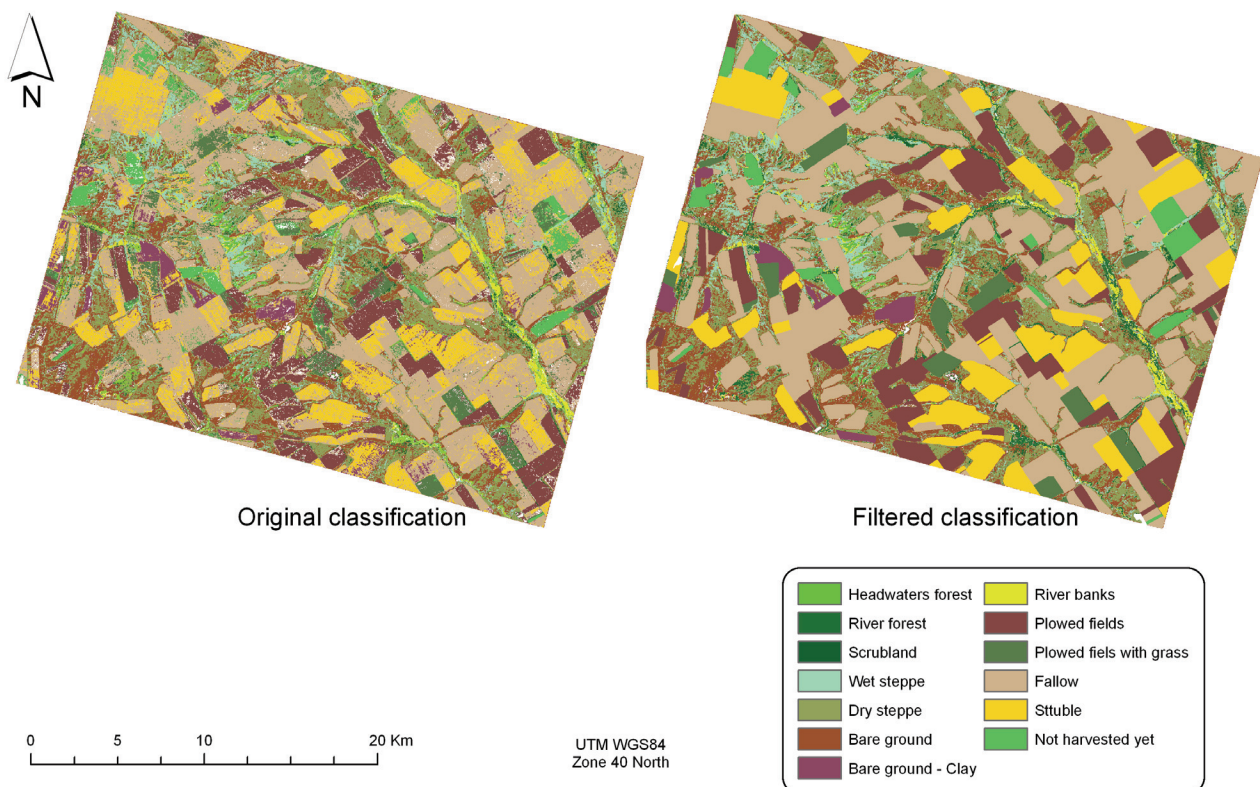 N
Original classification
Filtered classification
Headwaters forest
River forest
Scrubland
Wet steppe
Dry steppe
Bare ground
Bare ground - Clay
River banks
Plowed fields
Plowed fiels with grass
Fallow
Sttuble
Not harvested yet
0 5 10 20 Km
UTM WGS84
Zone 40 North